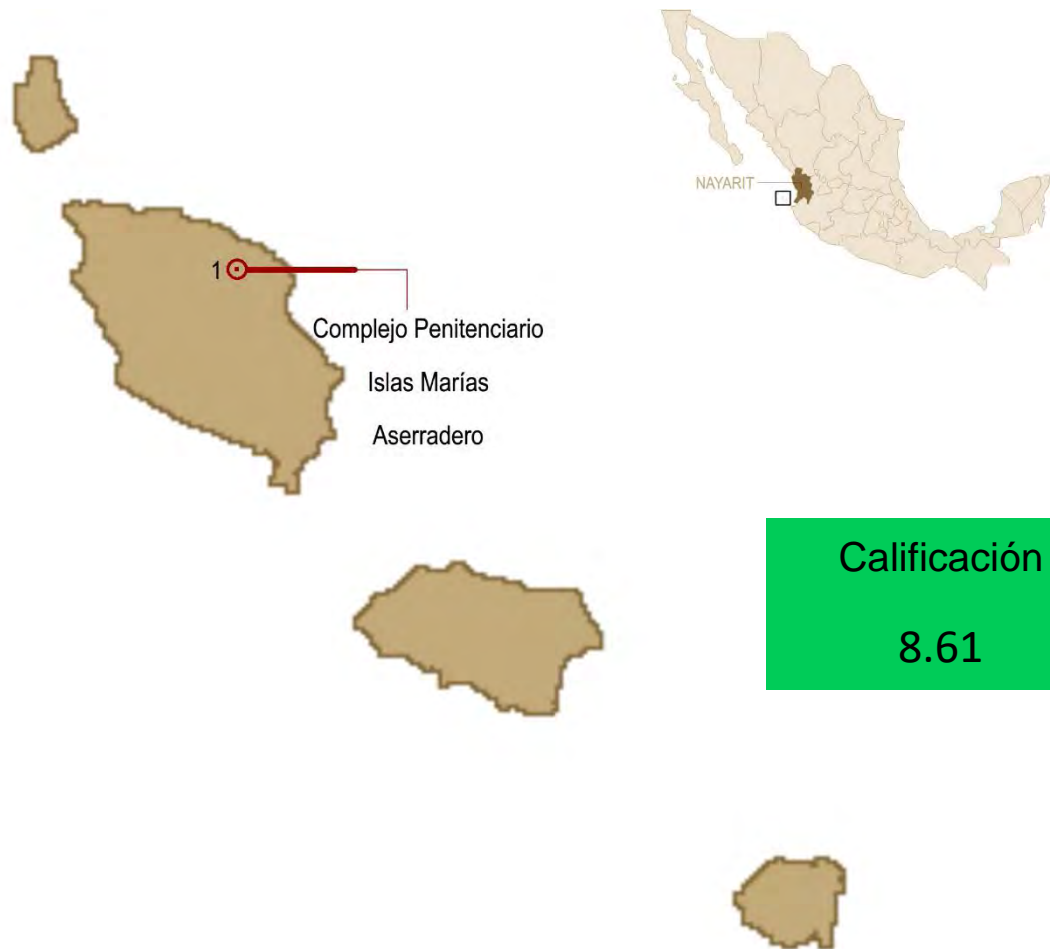 NAYARIT
1
Complejo Penitenciario
Islas Marías
Aserradero
Calificación
8.61